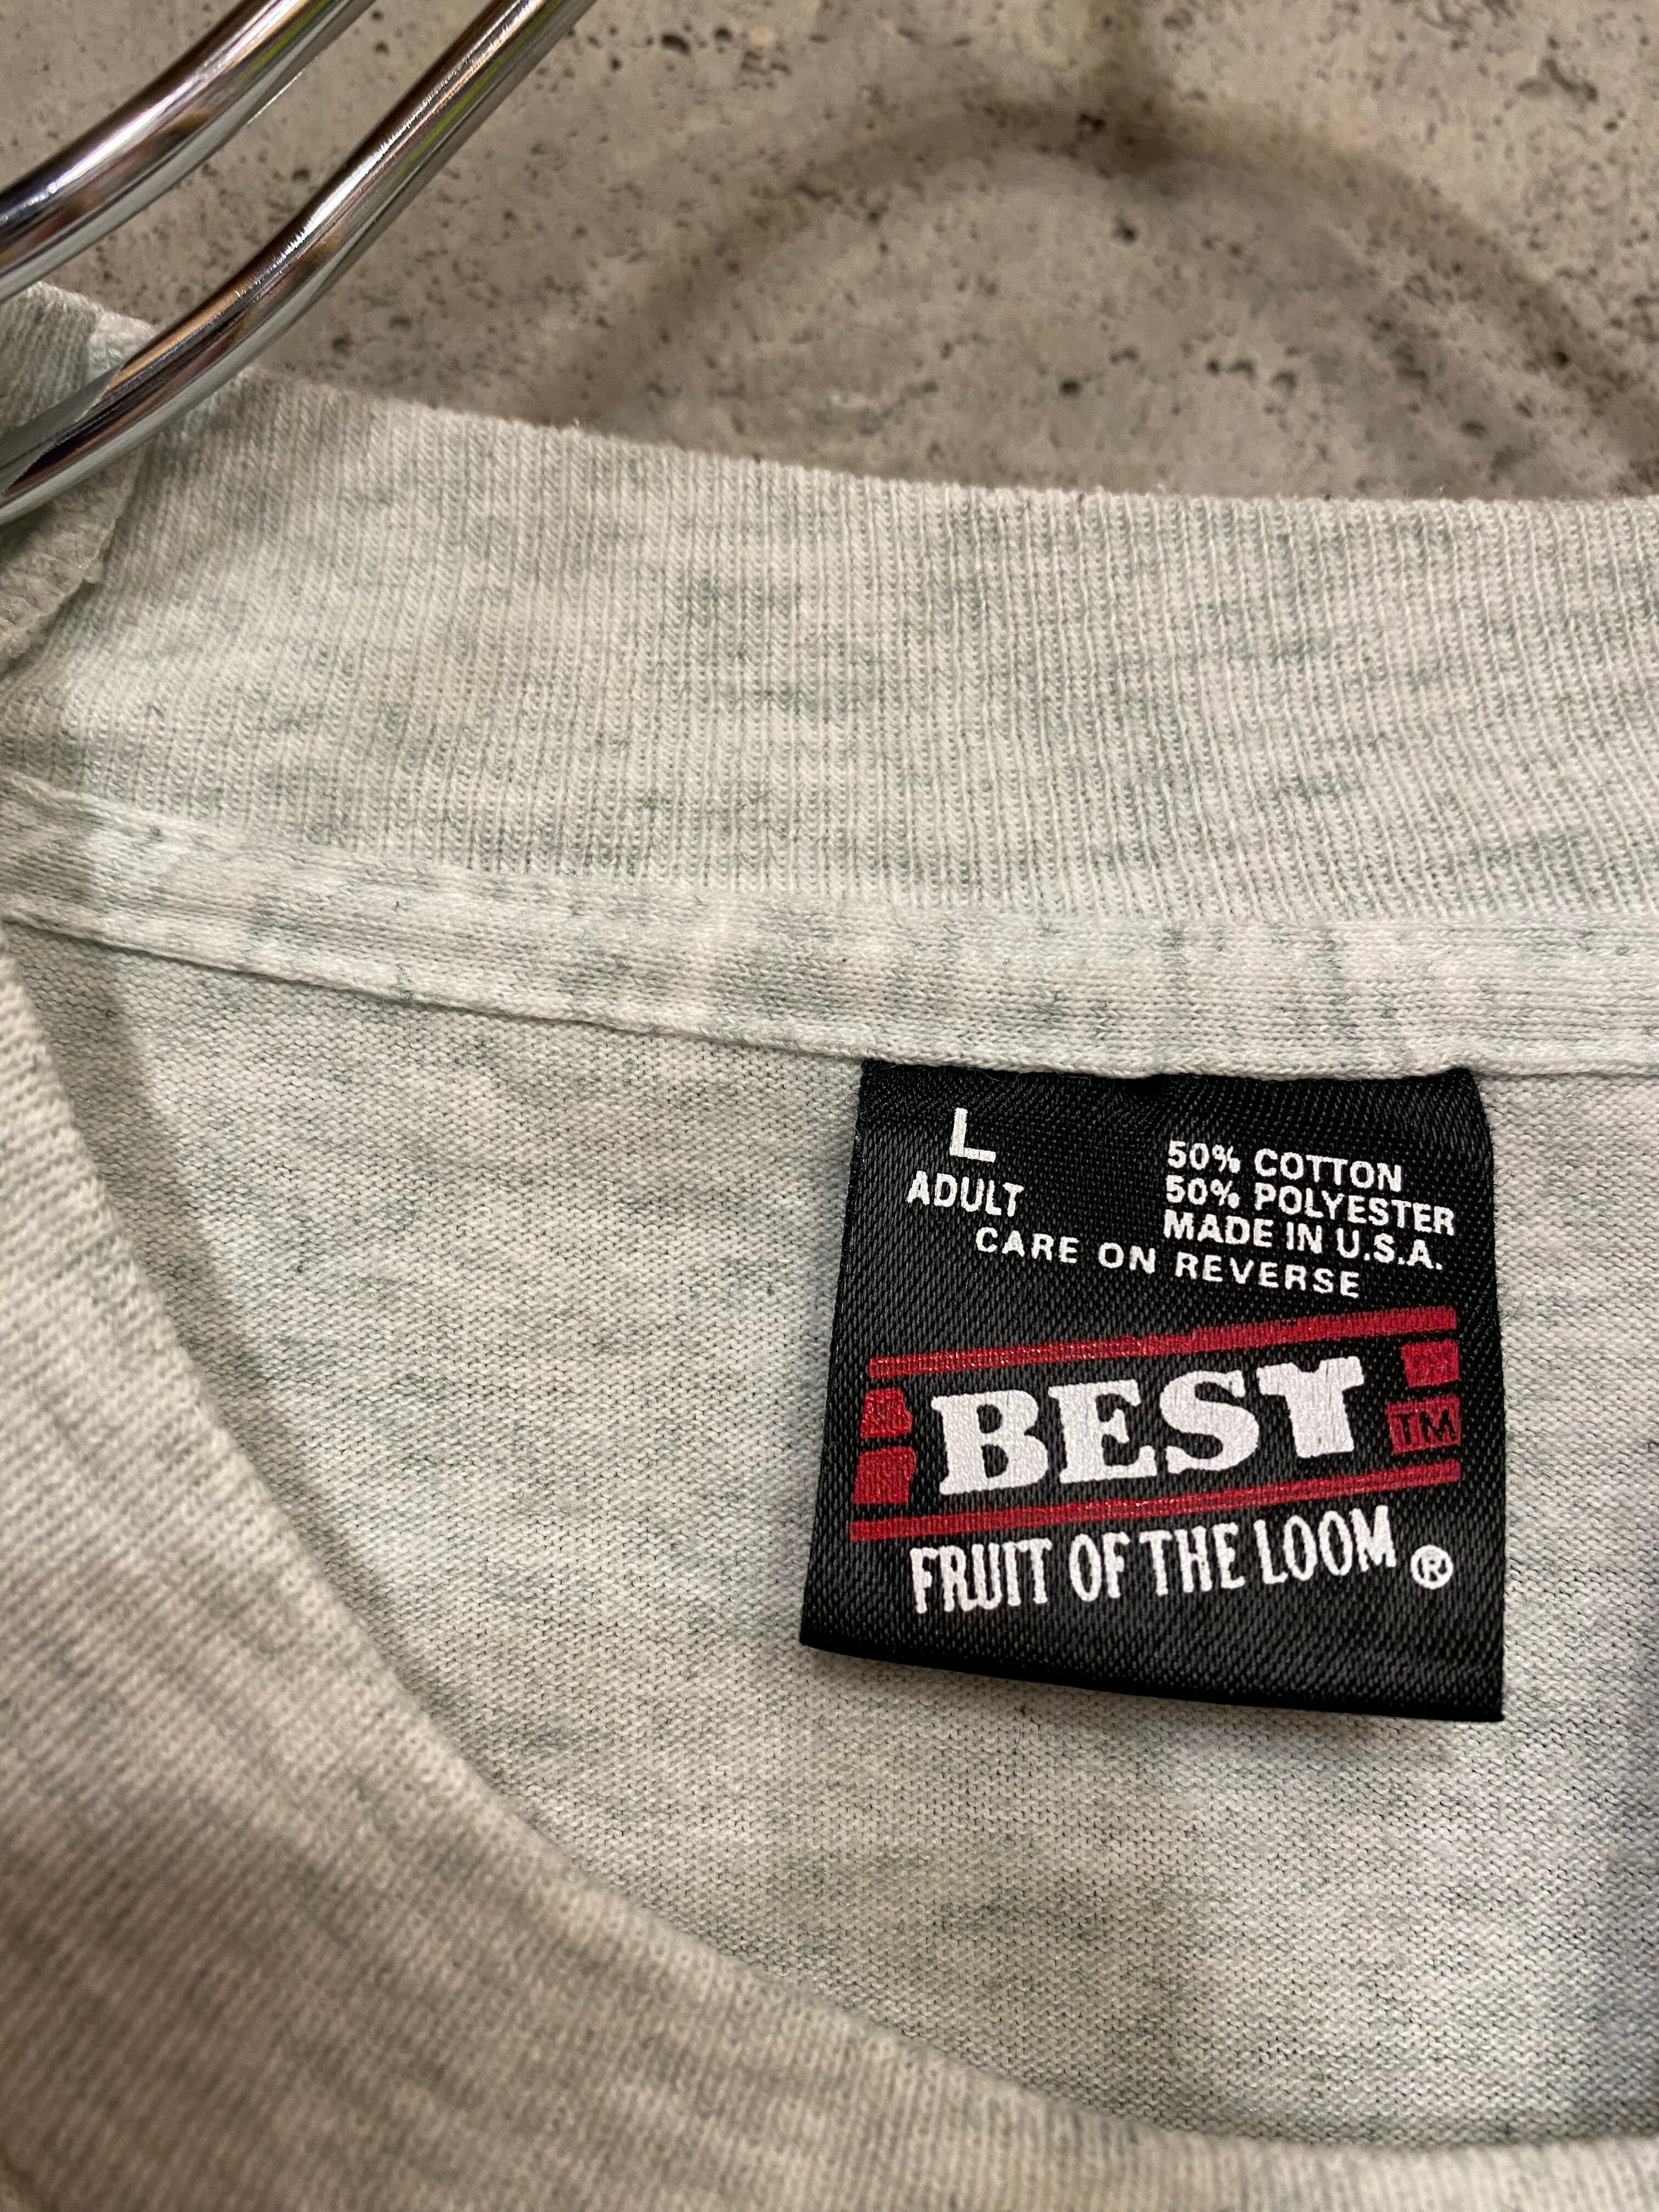 L
ADULT
50% COTTON
50% POLYESTER
MADE IN U.S.A.
CARE ON REVERSE
BEST
TM
FRUIT OF THE LOOM ®